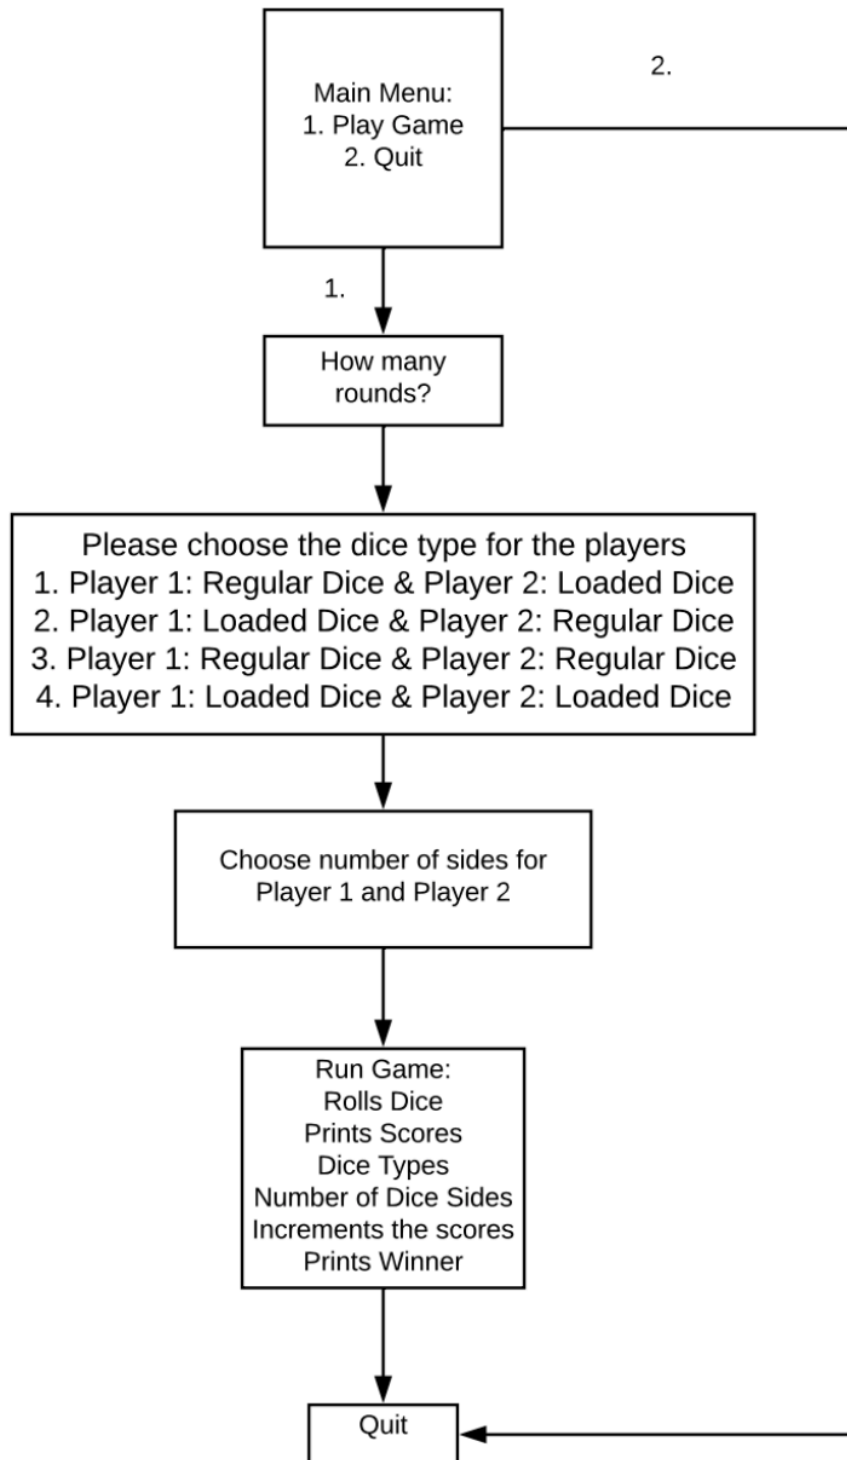 Main Menu:
1. Play Game
2. Quit
2.
1.
How many
rounds?
Please choose the dice type for the players
1. Player 1: Regular Dice & Player 2: Loaded Dice
2. Player 1: Loaded Dice & Player 2: Regular Dice
3. Player 1: Regular Dice & Player 2: Regular Dice
4. Player 1: Loaded Dice & Player 2: Loaded Dice
Choose number of sides for
Player 1 and Player 2
Run Game:
Rolls Dice
Prints Scores
Dice Types
Number of Dice Sides
Increments the scores
Prints Winner
Quit